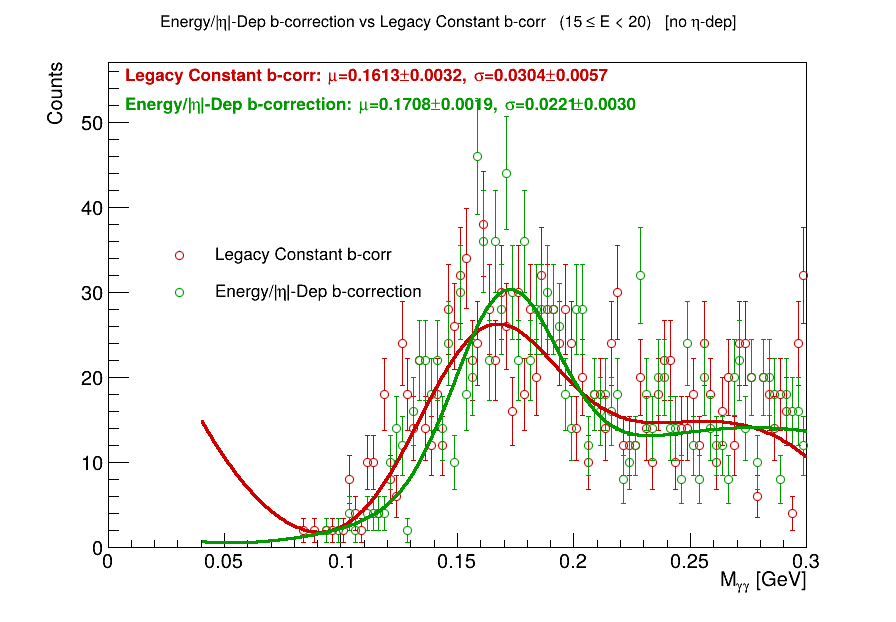 Energy/|η|-Dep b-correction vs Legacy Constant b-corr (15 ≤ E < 20) [no η-dep]
Counts
Legacy Constant b-corr: μ=0.1613±0.0032, σ=0.0304±0.0057
Energy/|η|-Dep b-correction: μ=0.1708±0.0019, σ=0.0221±0.0030
50
40
Legacy Constant b-corr
Energy/|η|-Dep b-correction
30
20
10
0
0 0.05 0.1 0.15 0.2 0.25 0.3
Mγγ [GeV]